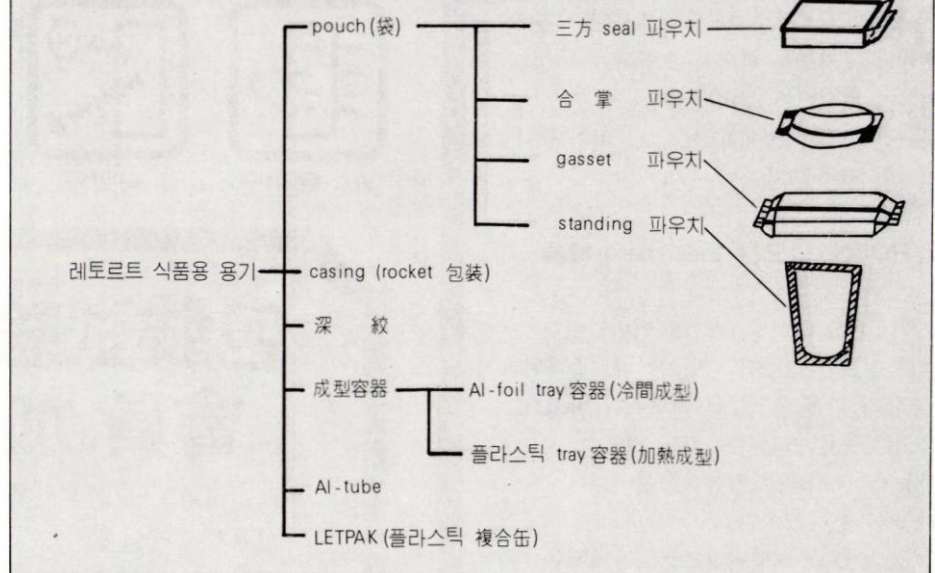 pouch (袋)
三方 seal 파우치
合掌 파우치
gasset 파우치
standing 파우치
레토르트 식품용 용기
casing (rocket 包装)
深絞
成型容器
Al-foil tray 容器 (冷間成型)
플라스틱 tray 容器 (加熱成型)
Al-tube
LETPAK (플라스틱 複合缶)